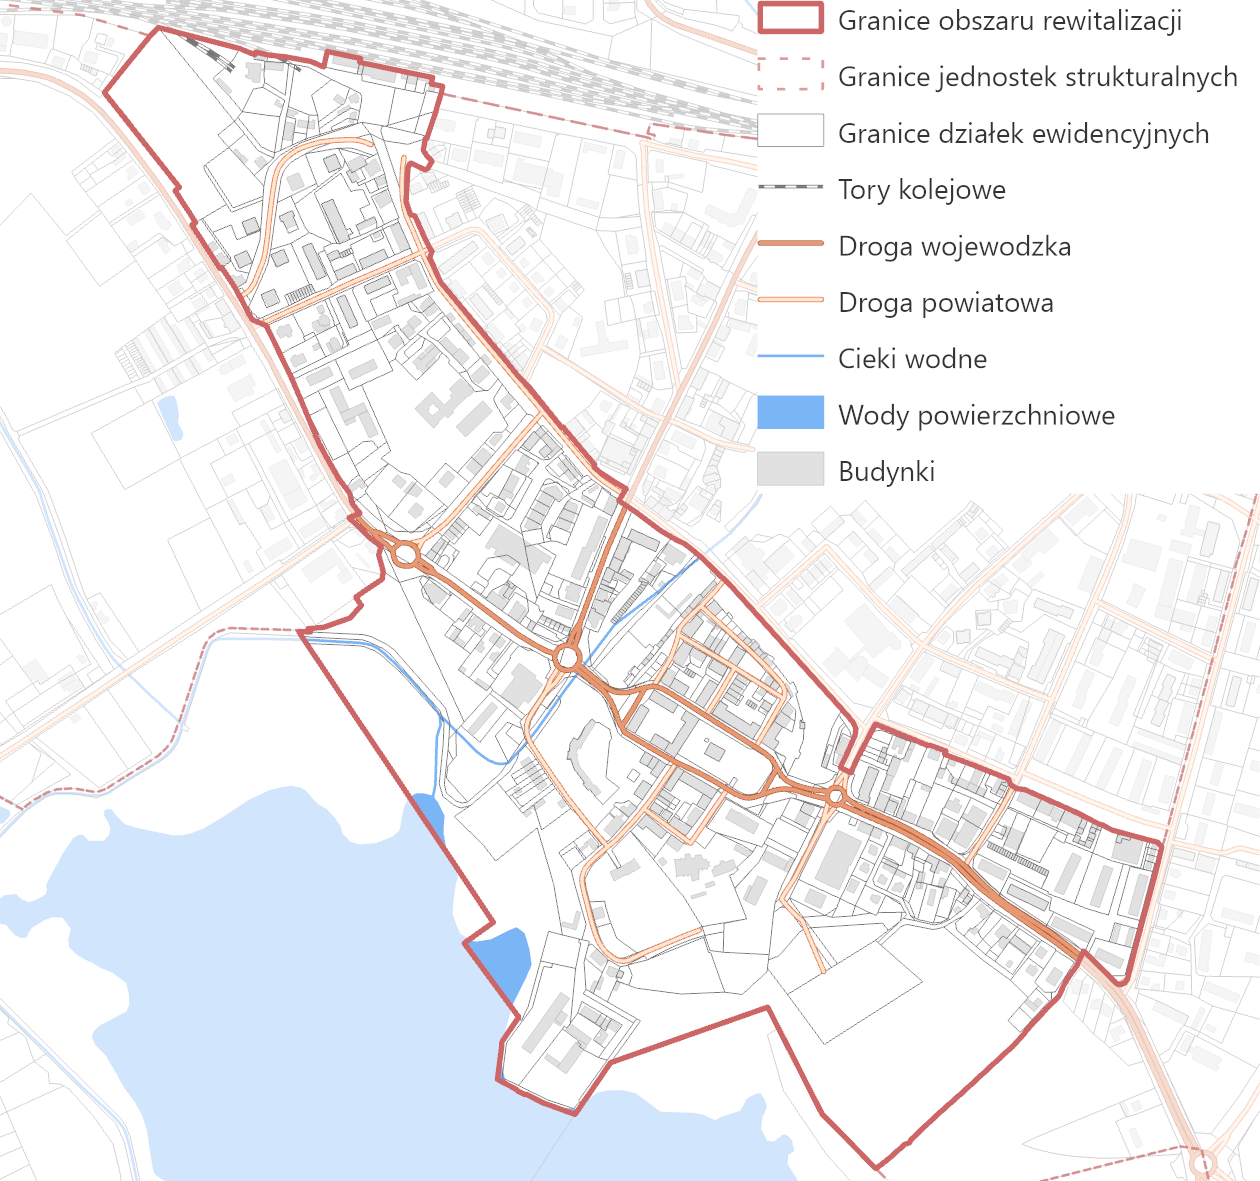 Granice obszaru rewitalizacji
Granice jednostek strukturalnych
Granice działek ewidencyjnych
Tory kolejowe
Droga wojewodzka
Droga powiatowa
Cieki wodne
Wody powierzchniowe
Budynki